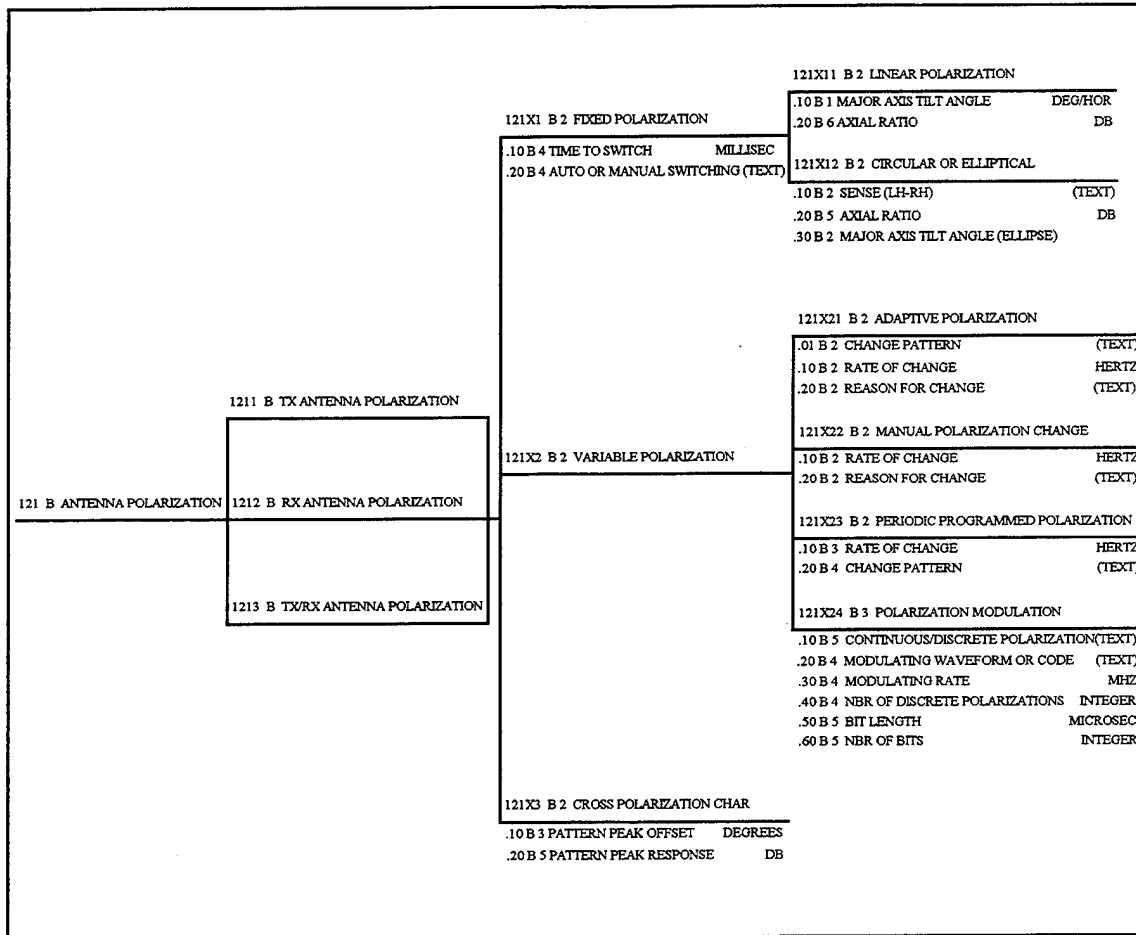 121X11 B 2 LINEAR POLARIZATION
.10 B 1 MAJOR AXIS TILT ANGLE DEG/HOR
.20 B 6 AXIAL RATIO DB
121X1 B 2 FIXED POLARIZATION
.10 B 4 TIME TO SWITCH MILLISEC
.20 B 4 AUTO OR MANUAL SWITCHING (TEXT)
121X12 B 2 CIRCULAR OR ELLIPTICAL
.10 B 2 SENSE (LH-RH) (TEXT)
.20 B 5 AXIAL RATIO DB
.30 B 2 MAJOR AXIS TILT ANGLE (ELLIPSE)
121X21 B 2 ADAPTIVE POLARIZATION
.01 B 2 CHANGE PATTERN (TEXT)
.10 B 2 RATE OF CHANGE HERTZ
.20 B 2 REASON FOR CHANGE (TEXT)
1211 B TX ANTENNA POLARIZATION
121X22 B 2 MANUAL POLARIZATION CHANGE
.10 B 2 RATE OF CHANGE HERTZ
.20 B 2 REASON FOR CHANGE (TEXT)
121X2 B 2 VARIABLE POLARIZATION
121 B ANTENNA POLARIZATION
1212 B RX ANTENNA POLARIZATION
121X23 B 2 PERIODIC PROGRAMMED POLARIZATION
.10 B 3 RATE OF CHANGE HERTZ
.20 B 4 CHANGE PATTERN (TEXT)
1213 B TX/RX ANTENNA POLARIZATION
121X24 B 3 POLARIZATION MODULATION
.10 B 5 CONTINUOUS/DISCRETE POLARIZATION(TEXT)
.20 B 4 MODULATING WAVEFORM OR CODE (TEXT)
.30 B 4 MODULATING RATE MHZ
.40 B 4 NBR OF DISCRETE POLARIZATIONS INTEGER
.50 B 5 BIT LENGTH MICROSEC
.60 B 5 NBR OF BITS INTEGER
121X3 B 2 CROSS POLARIZATION CHAR
.10 B 3 PATTERN PEAK OFFSET DEGREES
.20 B 5 PATTERN PEAK RESPONSE DB